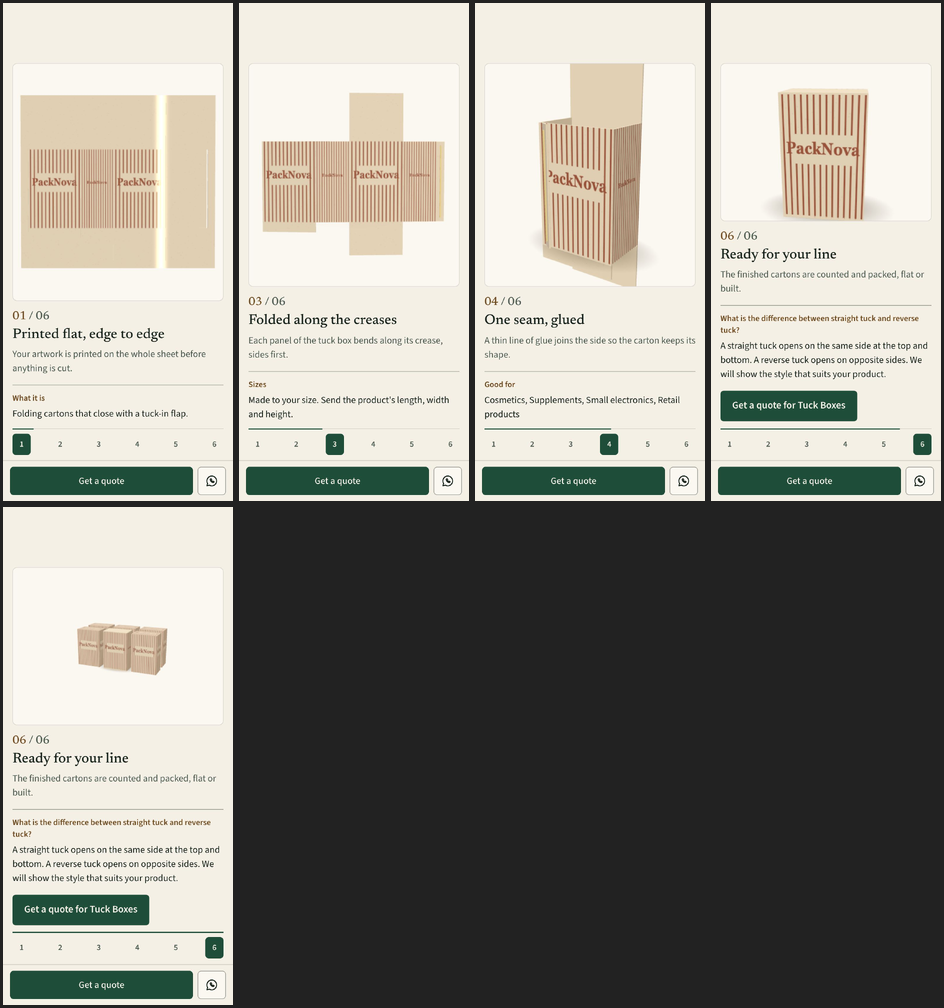 PackNova PackNova PackNova
01 / 06
Printed flat, edge to edge
Your artwork is printed on the whole sheet before
anything is cut.
What it is
Folding cartons that close with a tuck-in flap.
1 2 3 4 5 6
Get a quote
PackNova PackNova PackNova PackNova
03 / 06
Folded along the creases
Each panel of the tuck box bends along its crease,
sides first.
Sizes
Made to your size. Send the product's length, width
and height.
1 2 3 4 5 6
Get a quote
PackNova PackNova
04 / 06
One seam, glued
A thin line of glue joins the side so the carton keeps its
shape.
Good for
Cosmetics, Supplements, Small electronics, Retail
products
1 2 3 4 5 6
Get a quote
PackNova
06 / 06
Ready for your line
The finished cartons are counted and packed, flat or
built.
What is the difference between straight tuck and reverse
tuck?
A straight tuck opens on the same side at the top and
bottom. A reverse tuck opens on opposite sides. We
will show the style that suits your product.
Get a quote for Tuck Boxes
1 2 3 4 5 6
Get a quote
PackNova PackNova PackNova
06 / 06
Ready for your line
The finished cartons are counted and packed, flat or
built.
What is the difference between straight tuck and reverse
tuck?
A straight tuck opens on the same side at the top and
bottom. A reverse tuck opens on opposite sides. We
will show the style that suits your product.
Get a quote for Tuck Boxes
1 2 3 4 5 6
Get a quote